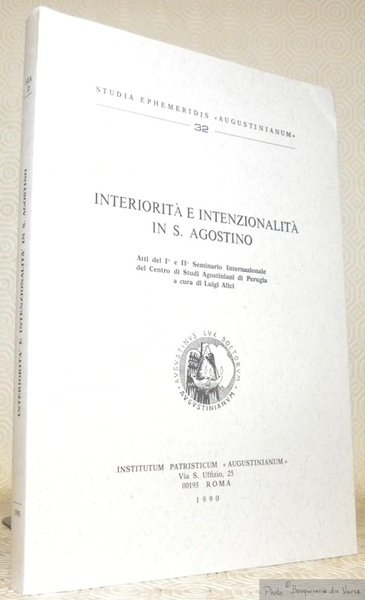 STUDIA EPHEMERIDIS «AUGUSTINIANUM»
32
INTERIORITÀ E INTENZIONALITÀ
IN S. AGOSTINO
Atti del I° e II° Seminario Internazionale
del Centro di Studi Agostiniani di Perugia
a cura di Luigi Alici
AUGUSTINUS LUX DOCTORUM
AUGUSTINIANUM
INSTITUTUM PATRISTICUM «AUGUSTINIANUM»
Via S. Uffizio, 25
00193 ROMA
1990
INTERIORITÀ E INTENZIONALITÀ IN S. AGOSTINO
1990
Photo © Bouquinerie du Varis